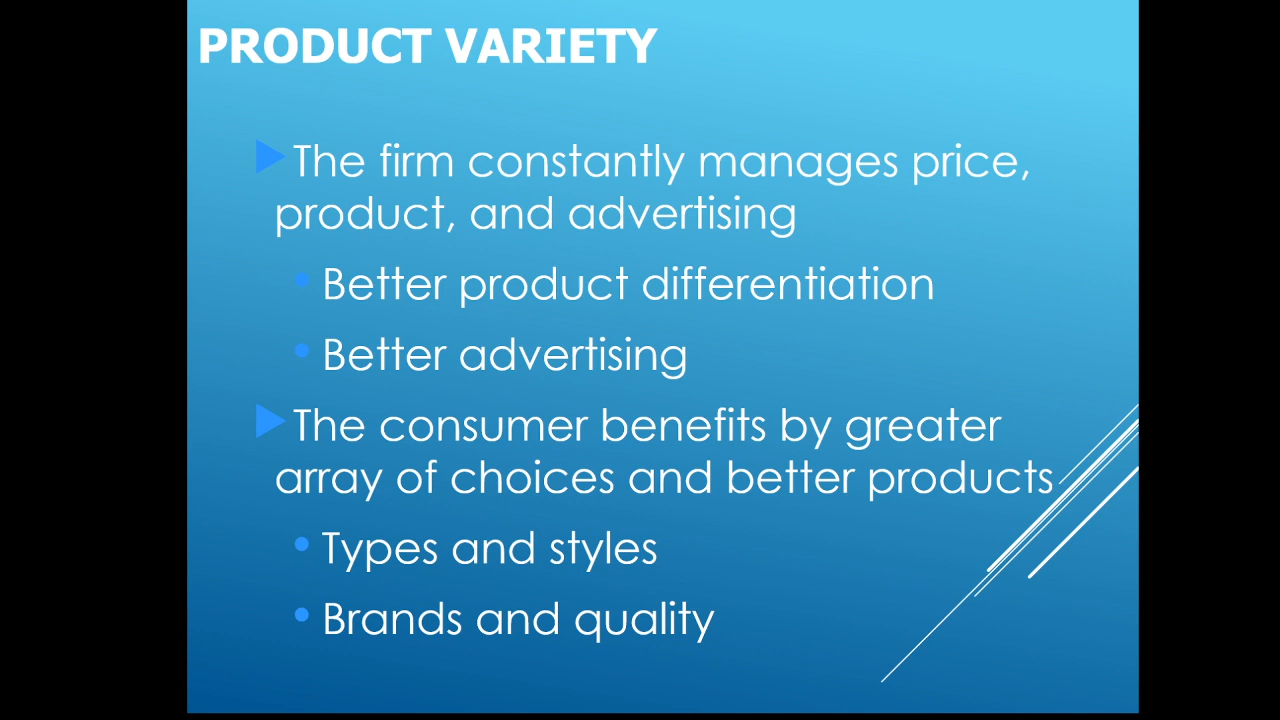 PRODUCT VARIETY
The firm constantly manages price,
product, and advertising
Better product differentiation
Better advertising
The consumer benefits by greater
array of choices and better products
Types and styles
Brands and quality